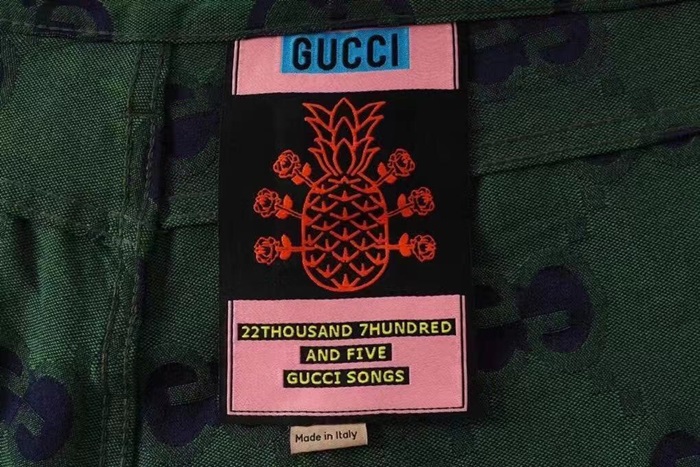 GUCCI
22THOUSAND 7HUNDRED
AND FIVE
GUCCI SONGS
Made in Italy